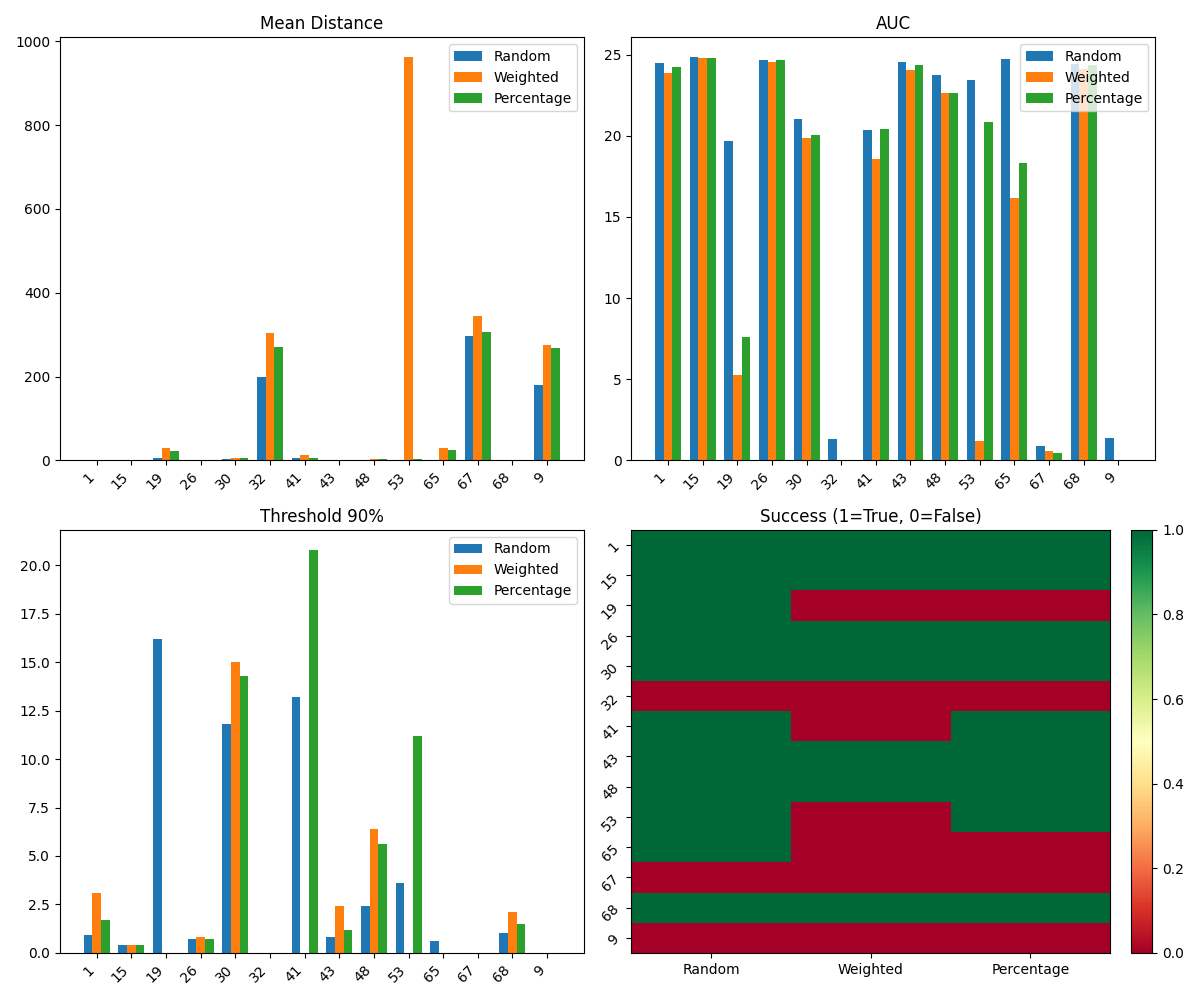 Mean Distance
1000
800
600
400
200
0
Random
Weighted
Percentage
1 15 19 26 30 32 41 43 48 53 65 67 68 9
AUC
25
20
15
10
5
0
Random
Weighted
Percentage
1 15 19 26 30 32 41 43 48 53 65 67 68 9
Threshold 90%
20.0
17.5
15.0
12.5
10.0
7.5
5.0
2.5
0.0
Random
Weighted
Percentage
1 15 19 26 30 32 41 43 48 53 65 67 68 9
Success (1=True, 0=False)
1
15
19
26
30
32
41
43
48
53
65
67
68
9
Random Weighted Percentage
1.0
0.8
0.6
0.4
0.2
0.0